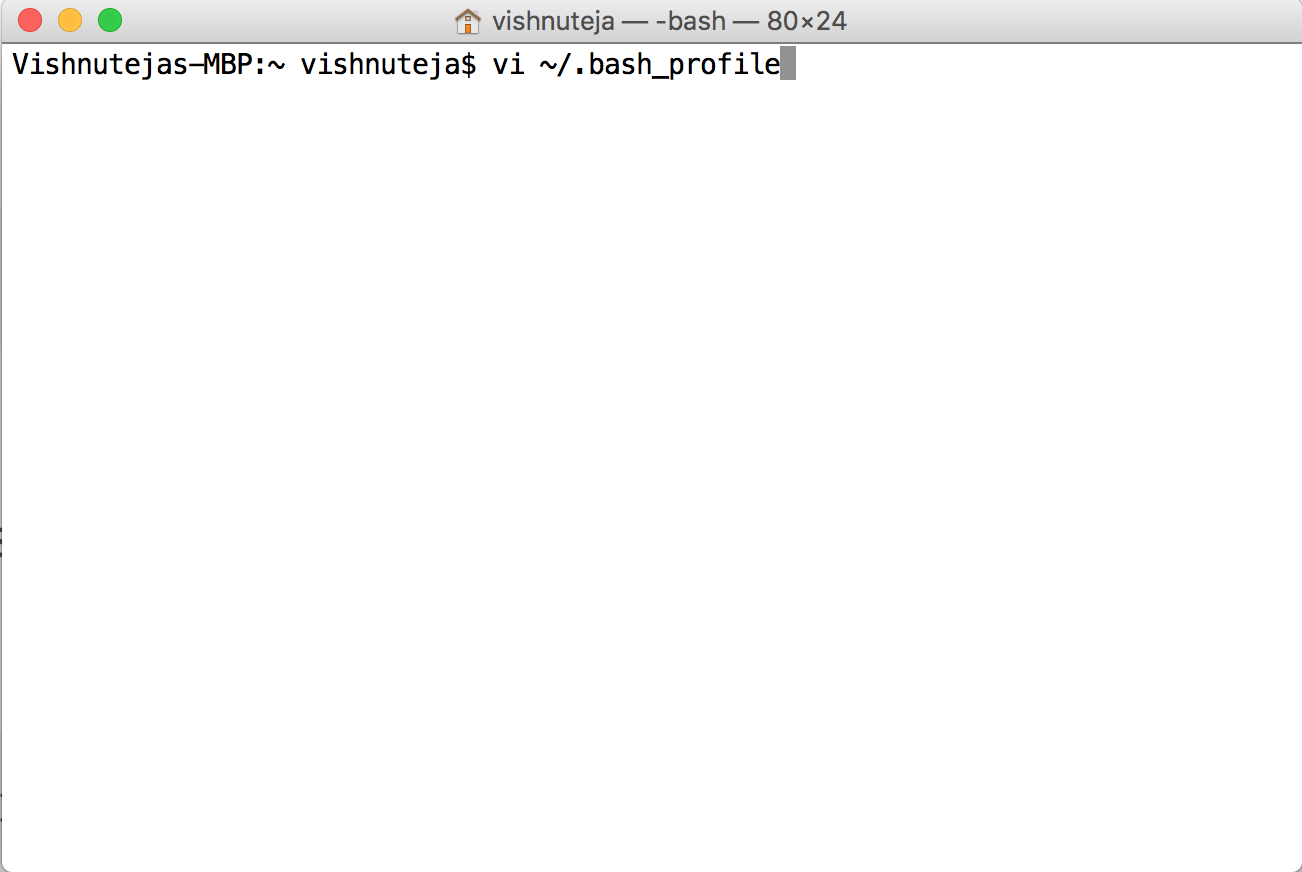 vishnuteja — -bash — 80×24
Vishnutejas-MBP:~ vishnuteja$ vi ~/.bash_profile